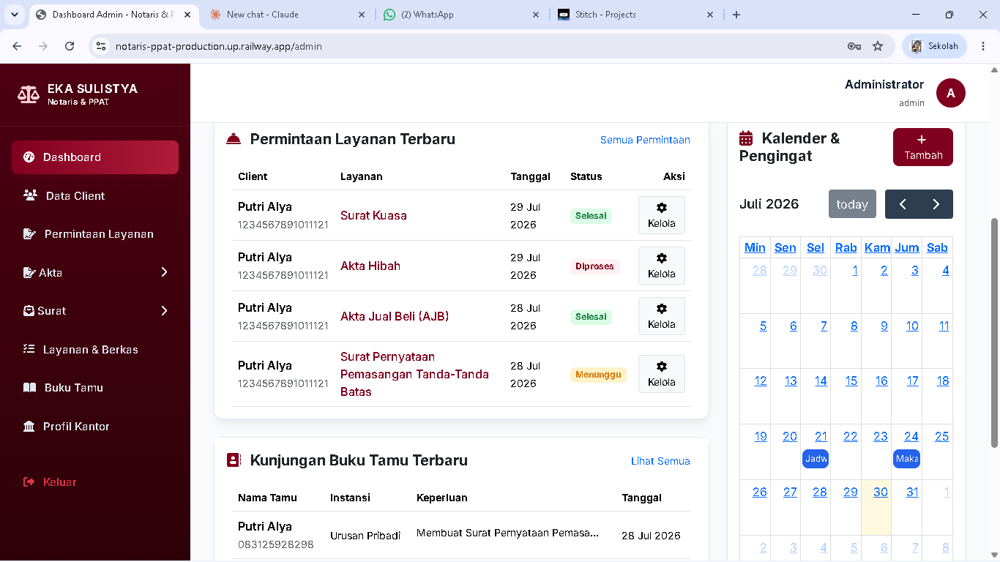 Dashboard Admin - Notaris & P
New chat - Claude
(2) WhatsApp
Stitch - Projects
notaris-ppat-production.up.railway.app/admin
Sekolah
EKA SULISTYA
Notaris & PPAT
Administrator
admin
A
Dashboard
Data Client
Permintaan Layanan
Akta
Surat
Layanan & Berkas
Buku Tamu
Profil Kantor
Keluar
Permintaan Layanan Terbaru
Semua Permintaan
Client Layanan Tanggal Status Aksi
Putri Alya
1234567891011121
Surat Kuasa
29 Jul
2026
Selesai
Kelola
Putri Alya
1234567891011121
Akta Hibah
29 Jul
2026
Diproses
Kelola
Putri Alya
1234567891011121
Akta Jual Beli (AJB)
28 Jul
2026
Selesai
Kelola
Putri Alya
1234567891011121
Surat Pernyataan
Pemasangan Tanda-Tanda
Batas
28 Jul
2026
Menunggu
Kelola
Kunjungan Buku Tamu Terbaru
Lihat Semua
Nama Tamu Instansi Keperluan Tanggal
Putri Alya
083125928298
Urusan Pribadi
Membuat Surat Pernyataan Pemasa...
28 Jul 2026
Kalender &
Pengingat
+
Tambah
Juli 2026
today
Min Sen Sel Rab Kam Jum Sab
28 29 30 1 2 3 4
5 6 7 8 9 10 11
12 13 14 15 16 17 18
19 20 21 22 23 24 25
Jadw Maka
26 27 28 29 30 31 1
2 3 4 5 6 7 8